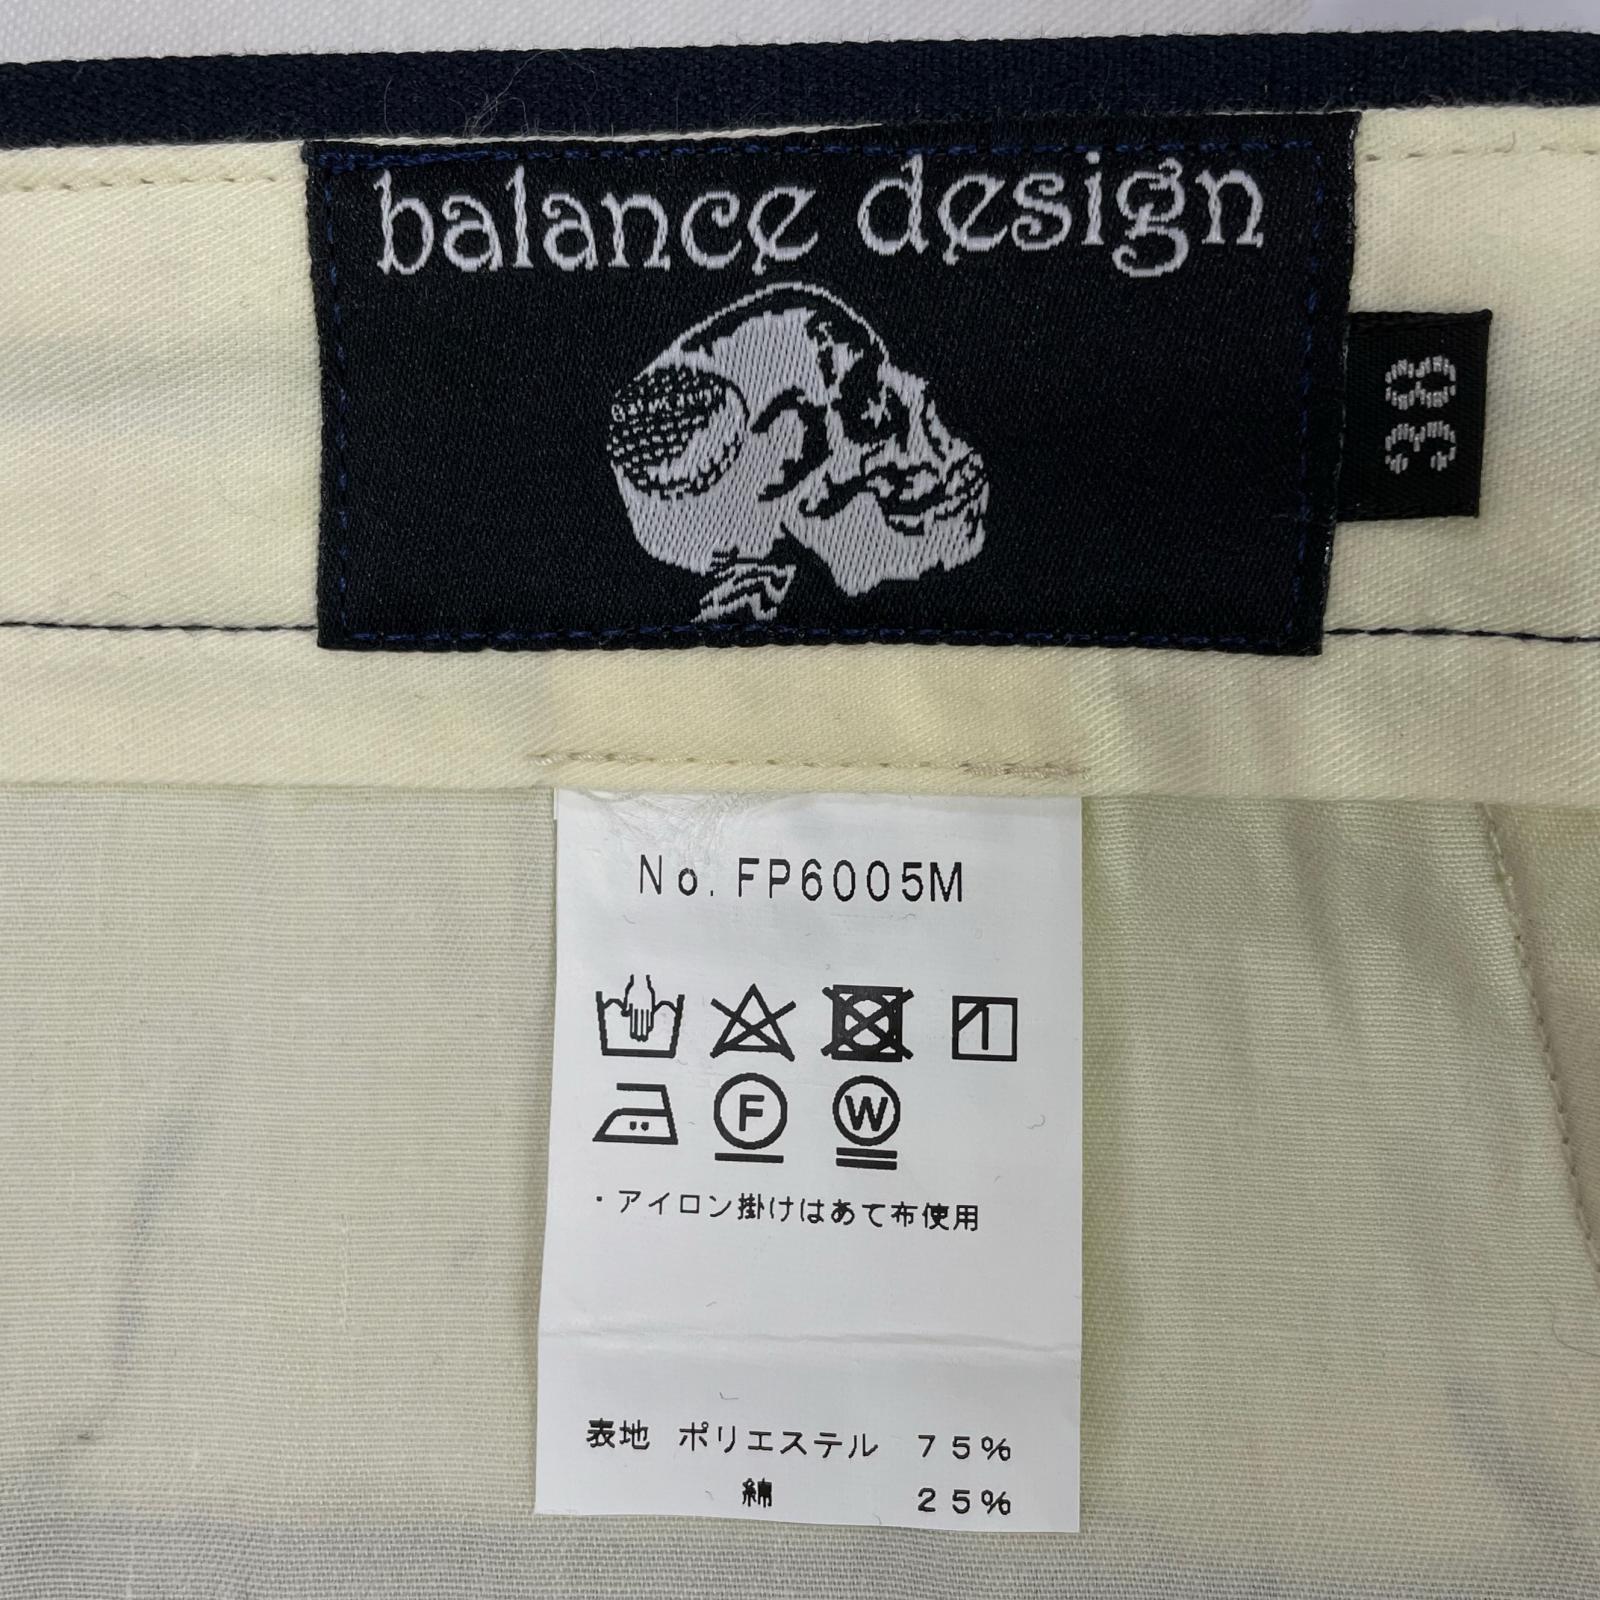 balance design
38
No. FP6005M
F
W
・アイロン掛けはあて布使用
表地 ポリエステル 75%
綿 25%